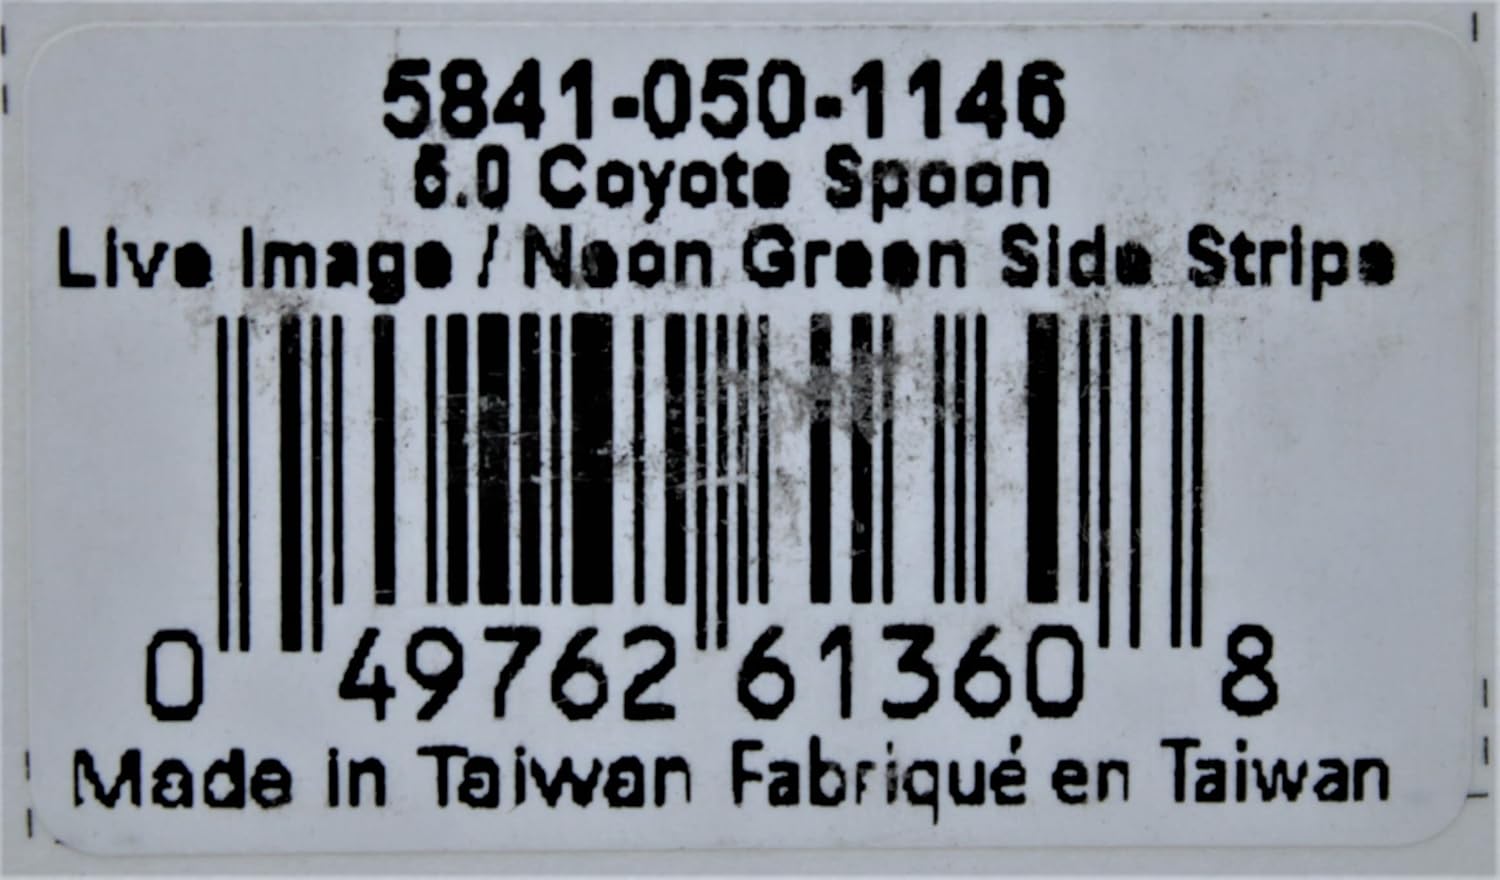 5841-050-1146
5.0 Coyote Spoon
Live Image / Neon Green Side Stripe
0 49762 61360 8
Made in Taiwan Fabriqué en Taiwan